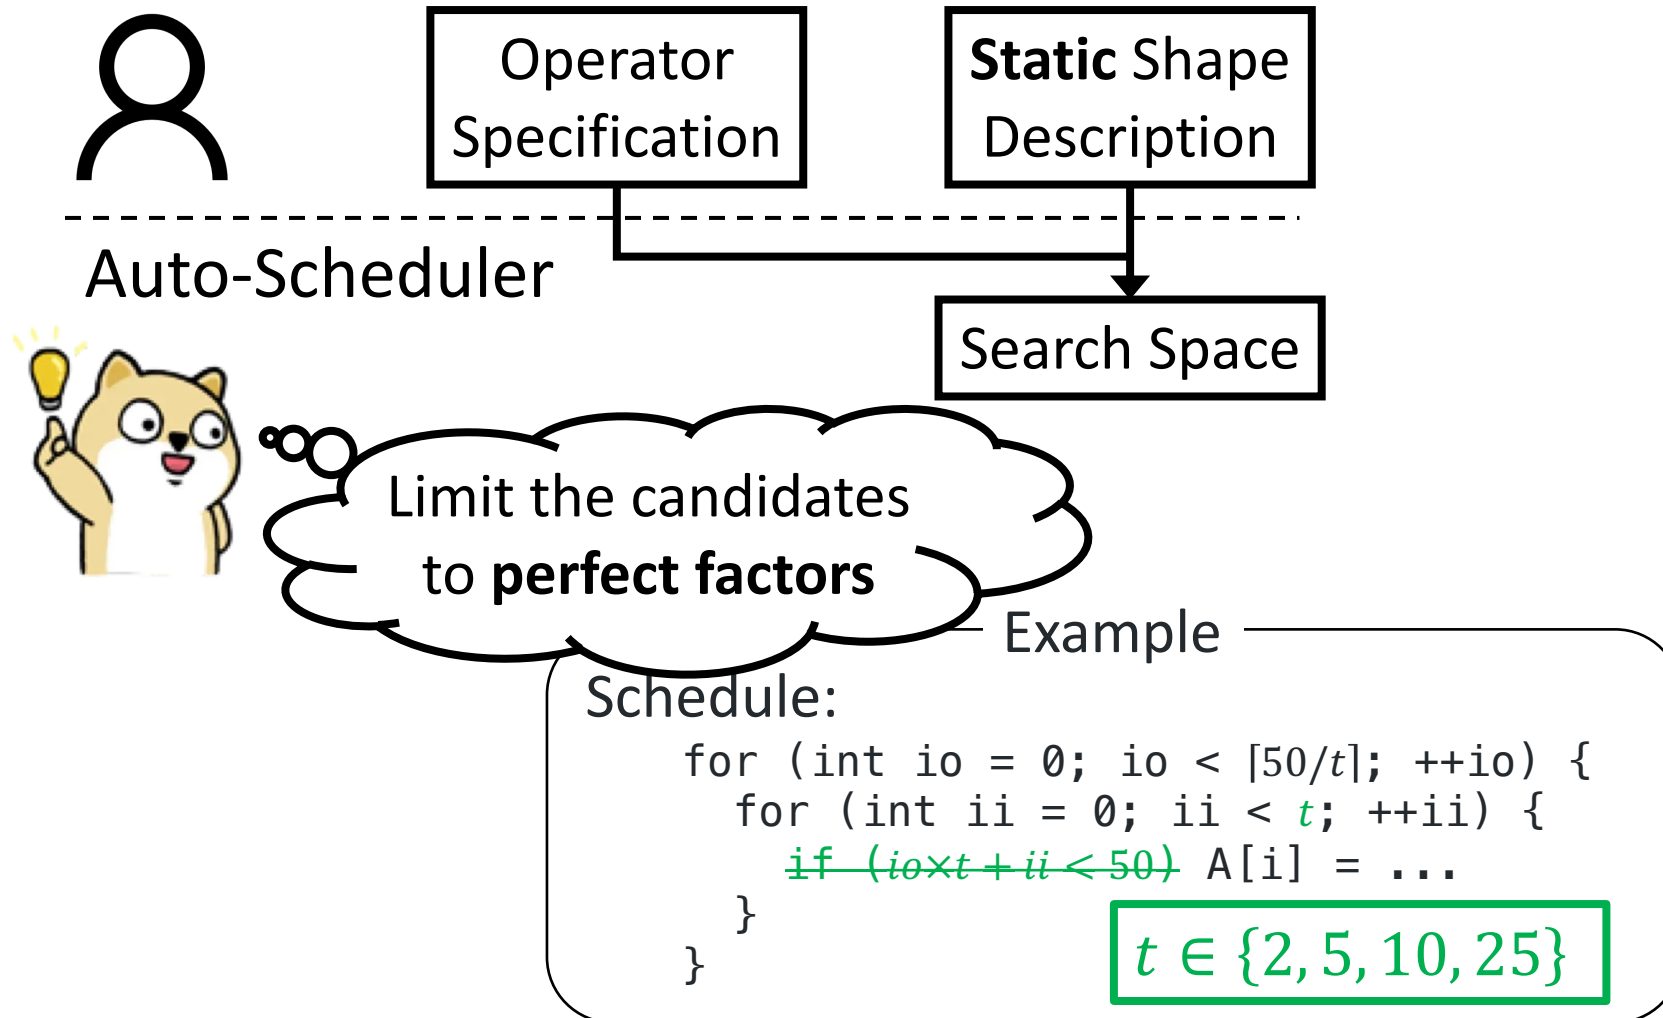 Operator
Specification
Static Shape
Description
Auto-Scheduler
Search Space
Limit the candidates
to perfect factors
Example
Schedule:
for (int io = 0; io < ⌈50/t⌉; ++io) {
for (int ii = 0; ii < t; ++ii) {
if (io×t + ii < 50) A[i] = ...
}
}
t ∈ {2, 5, 10, 25}